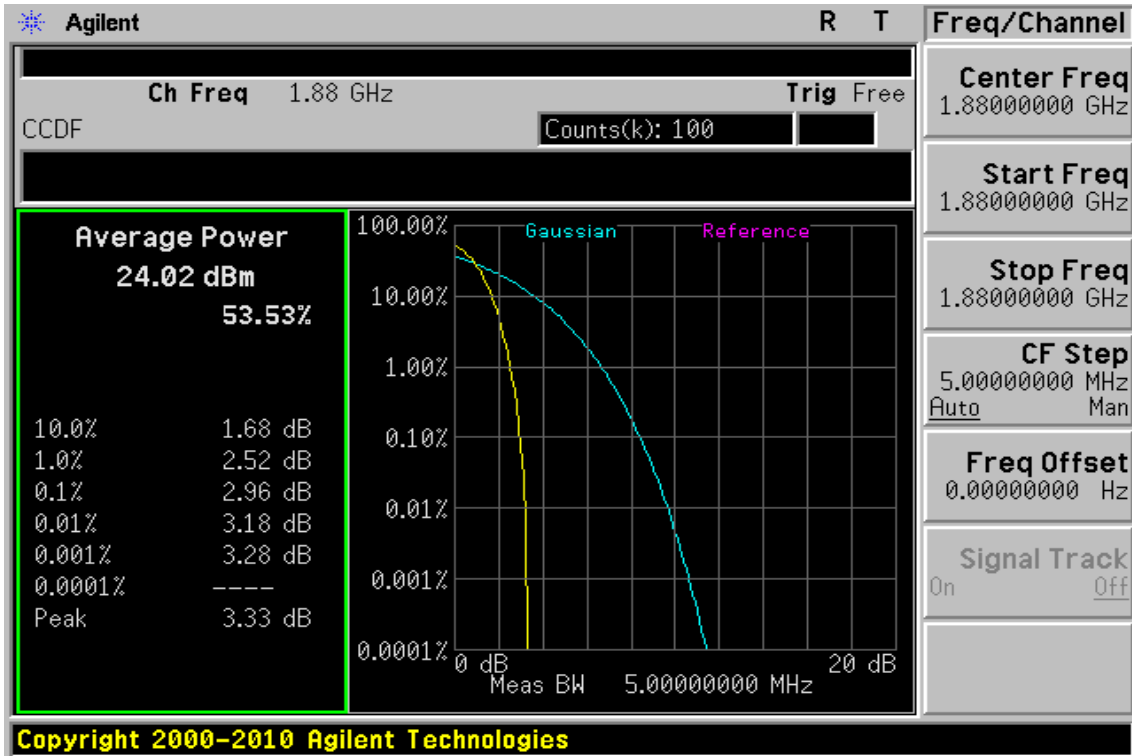 Agilent R T
Ch Freq 1.88 GHz Trig Free
CCDF Counts(k): 100
Average Power
24.02 dBm
53.53%
10.0% 1.68 dB
1.0% 2.52 dB
0.1% 2.96 dB
0.01% 3.18 dB
0.001% 3.28 dB
0.0001% ----
Peak 3.33 dB
Gaussian Reference
100.00%
10.00%
1.00%
0.10%
0.01%
0.001%
0.0001%
0 dB 20 dB
Meas BW 5.00000000 MHz
Freq/Channel
Center Freq
1.88000000 GHz
Start Freq
1.88000000 GHz
Stop Freq
1.88000000 GHz
CF Step
5.00000000 MHz
Auto Man
Freq Offset
0.00000000 Hz
Signal Track
On Off
Copyright 2000-2010 Agilent Technologies